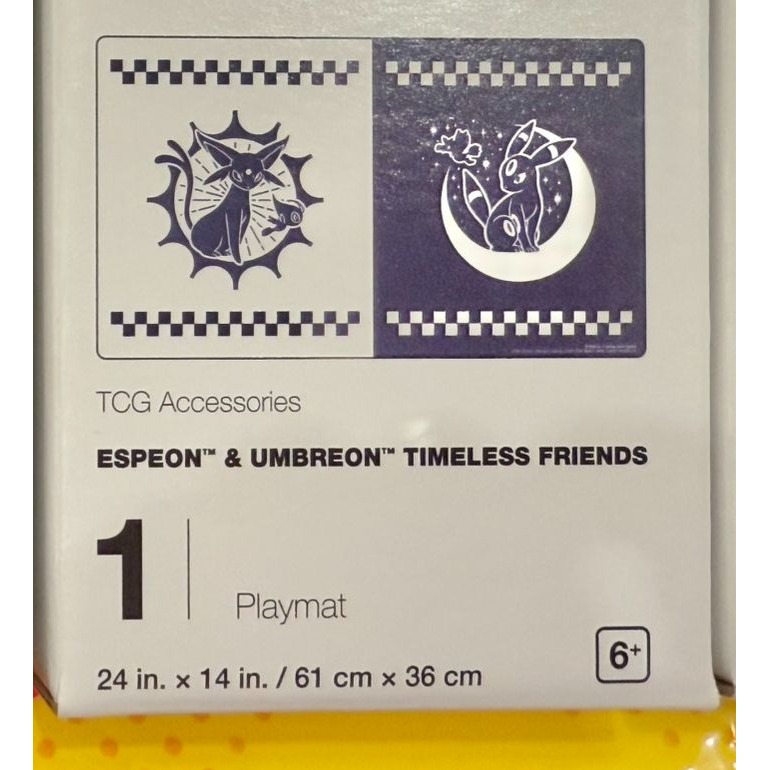 TCG Accessories
ESPEON™ & UMBREON™ TIMELESS FRIENDS
1
Playmat
24 in. × 14 in. / 61 cm × 36 cm
6+